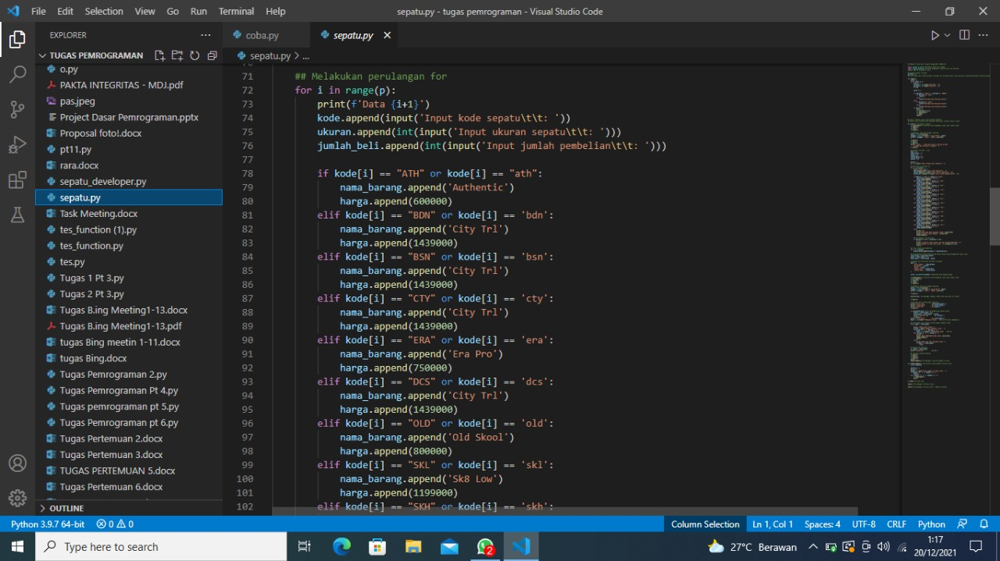 File Edit Selection View Go Run Terminal Help
sepatu.py - tugas pemrograman - Visual Studio Code
EXPLORER
coba.py
sepatu.py
TUGAS PEMROGRAMAN
sepatu.py > ...
o.py
PAKTA INTEGRITAS - MDJ.pdf
pas.jpeg
Project Dasar Pemrograman.pptx
Proposal foto!.docx
pt11.py
rara.docx
sepatu_developer.py
sepatu.py
Task Meeting.docx
tes_function (1).py
tes_function.py
tes.py
Tugas 1 Pt 3.py
Tugas 2 Pt 3.py
Tugas B.ing Meeting1-13.docx
Tugas B.ing Meeting1-13.pdf
tugas Bing meetin 1-11.docx
tugas Bing.docx
Tugas Pemrograman 2.py
Tugas Pemrograman Pt 4.py
Tugas pemrograman pt 5.py
Tugas Pemrograman pt 6.py
Tugas Pertemuan 2.docx
Tugas Pertemuan 3.docx
TUGAS PERTEMUAN 5.docx
Tugas Pertemuan 6.docx
OUTLINE
71 ## Melakukan perulangan for
72 for i in range(p):
73 print(f'Data {i+1}')
74 kode.append(input('Input kode sepatu\t\t: '))
75 ukuran.append(int(input('Input ukuran sepatu\t\t: ')))
76 jumlah_beli.append(int(input('Input jumlah pembelian\t\t: ')))
77
78 if kode[i] == "ATH" or kode[i] == "ath":
79 nama_barang.append('Authentic')
80 harga.append(600000)
81 elif kode[i] == "BDN" or kode[i] == 'bdn':
82 nama_barang.append('City Trl')
83 harga.append(1439000)
84 elif kode[i] == "BSN" or kode[i] == 'bsn':
85 nama_barang.append('City Trl')
86 harga.append(1439000)
87 elif kode[i] == "CTY" or kode[i] == 'cty':
88 nama_barang.append('City Trl')
89 harga.append(1439000)
90 elif kode[i] == "ERA" or kode[i] == 'era':
91 nama_barang.append('Era Pro')
92 harga.append(750000)
93 elif kode[i] == "DCS" or kode[i] == 'dcs':
94 nama_barang.append('City Trl')
95 harga.append(1439000)
96 elif kode[i] == "OLD" or kode[i] == 'old':
97 nama_barang.append('Old Skool')
98 harga.append(800000)
99 elif kode[i] == "SKL" or kode[i] == 'skl':
100 nama_barang.append('Sk8 Low')
101 harga.append(1199000)
102 elif kode[i] == "SKH" or kode[i] == 'skh':
Python 3.9.7 64-bit 0 0 Column Selection Ln 1, Col 1 Spaces: 4 UTF-8 CRLF Python
Type here to search
2
27°C Berawan
1:17
20/12/2021